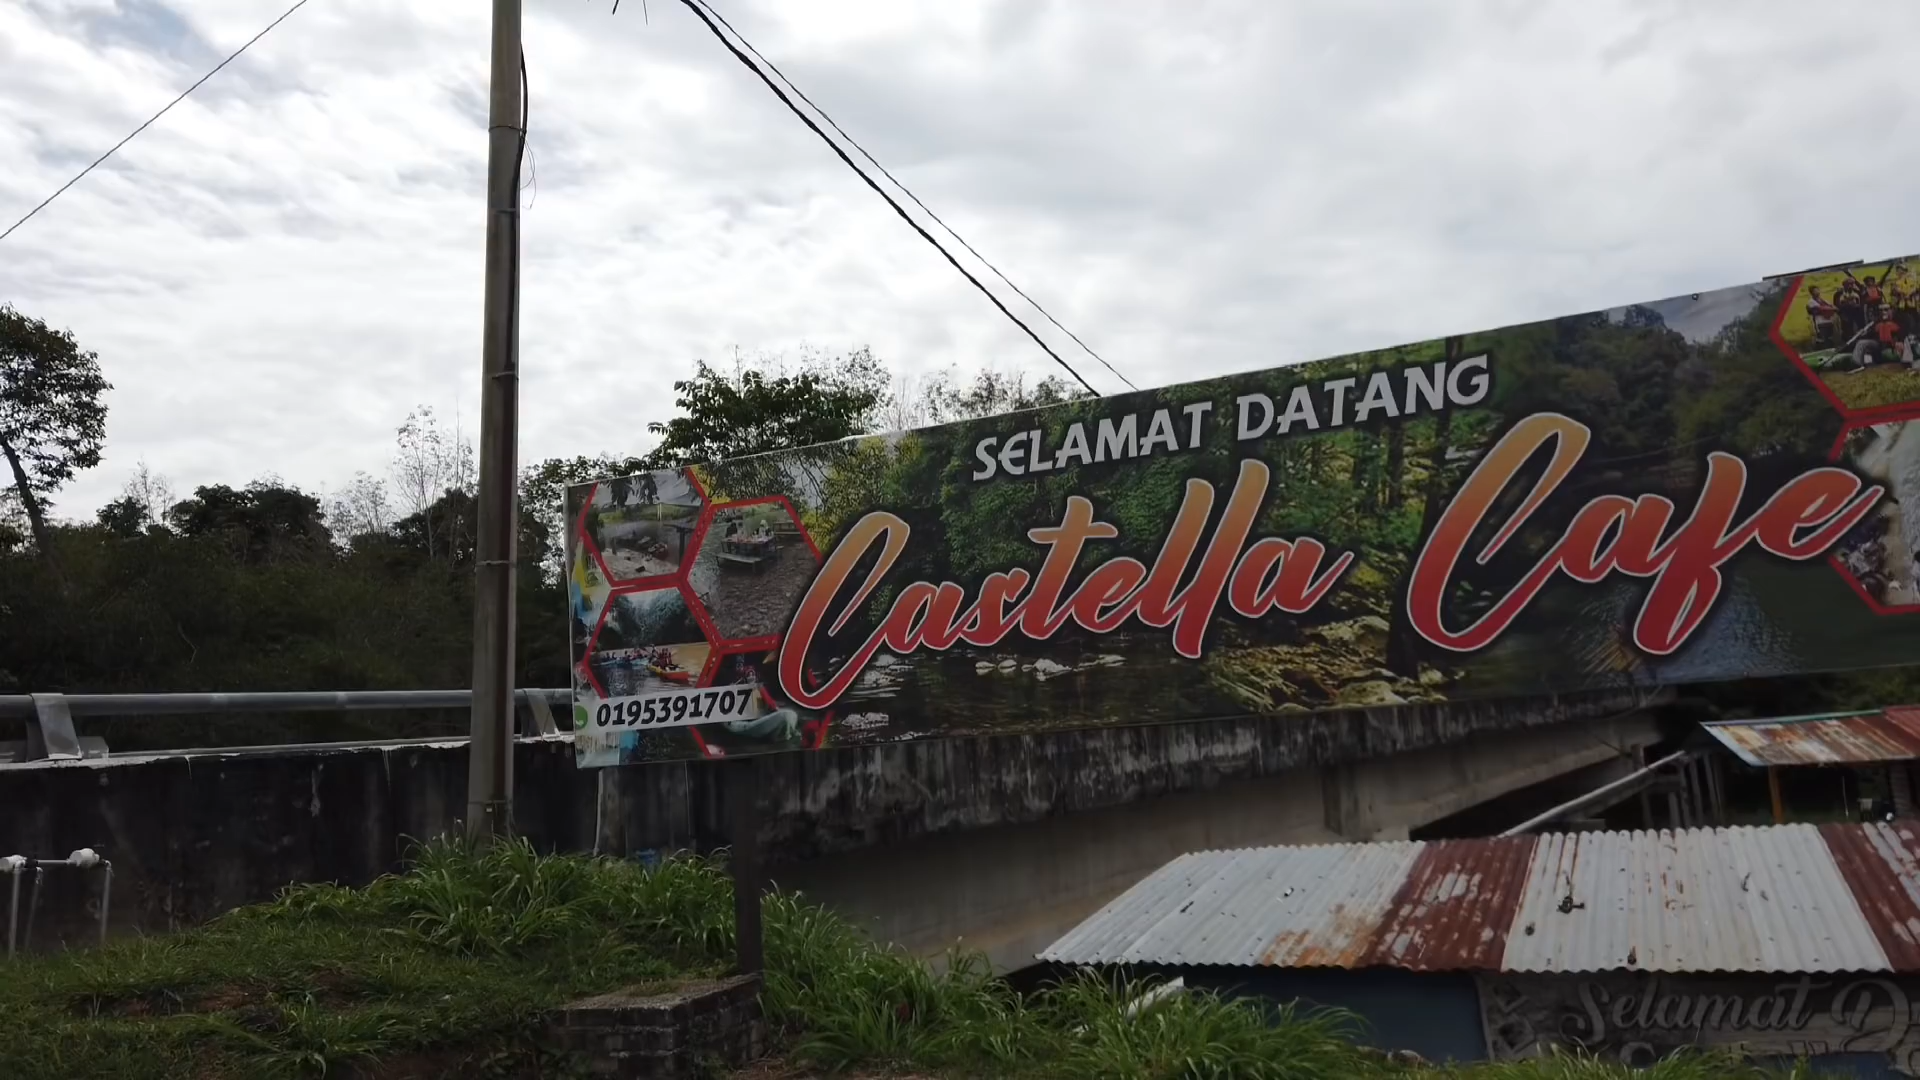 SELAMAT DATANG
Castella Cafe
0195391707
Selamat D